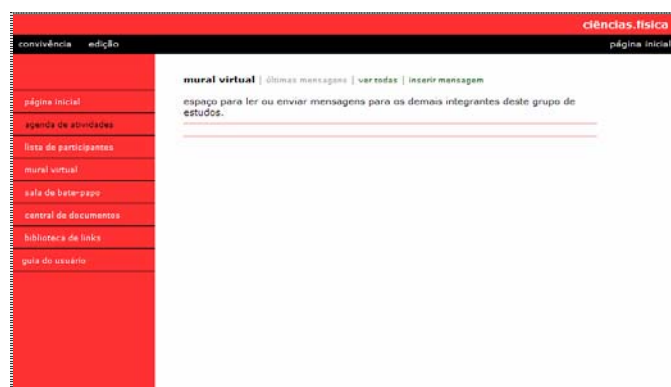 ciências.física
convivência edição página inicial
mural virtual | últimas mensagens | ver todas | inserir mensagem
espaço para ler ou enviar mensagens para os demais integrantes deste grupo de
estudos.
página inicial
agenda de atividades
lista de participantes
mural virtual
sala de bate-papo
central de documentos
biblioteca de links
guia do usuário